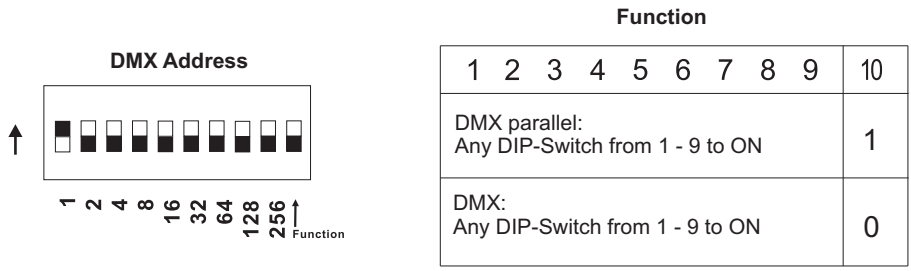 Function
DMX Address
1 2 4 8 16 32 64 128 256 Function
1 2 3 4 5 6 7 8 9 10
DMX parallel:
Any DIP-Switch from 1 - 9 to ON 1
DMX:
Any DIP-Switch from 1 - 9 to ON 0